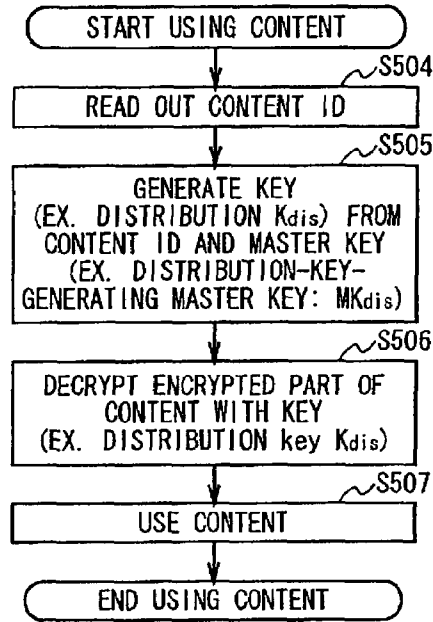 START USING CONTENT
S504
READ OUT CONTENT ID
S505
GENERATE KEY
(EX. DISTRIBUTION Kdis) FROM
CONTENT ID AND MASTER KEY
(EX. DISTRIBUTION-KEY-
GENERATING MASTER KEY: MKdis)
S506
DECRYPT ENCRYPTED PART OF
CONTENT WITH KEY
(EX. DISTRIBUTION key Kdis)
S507
USE CONTENT
END USING CONTENT